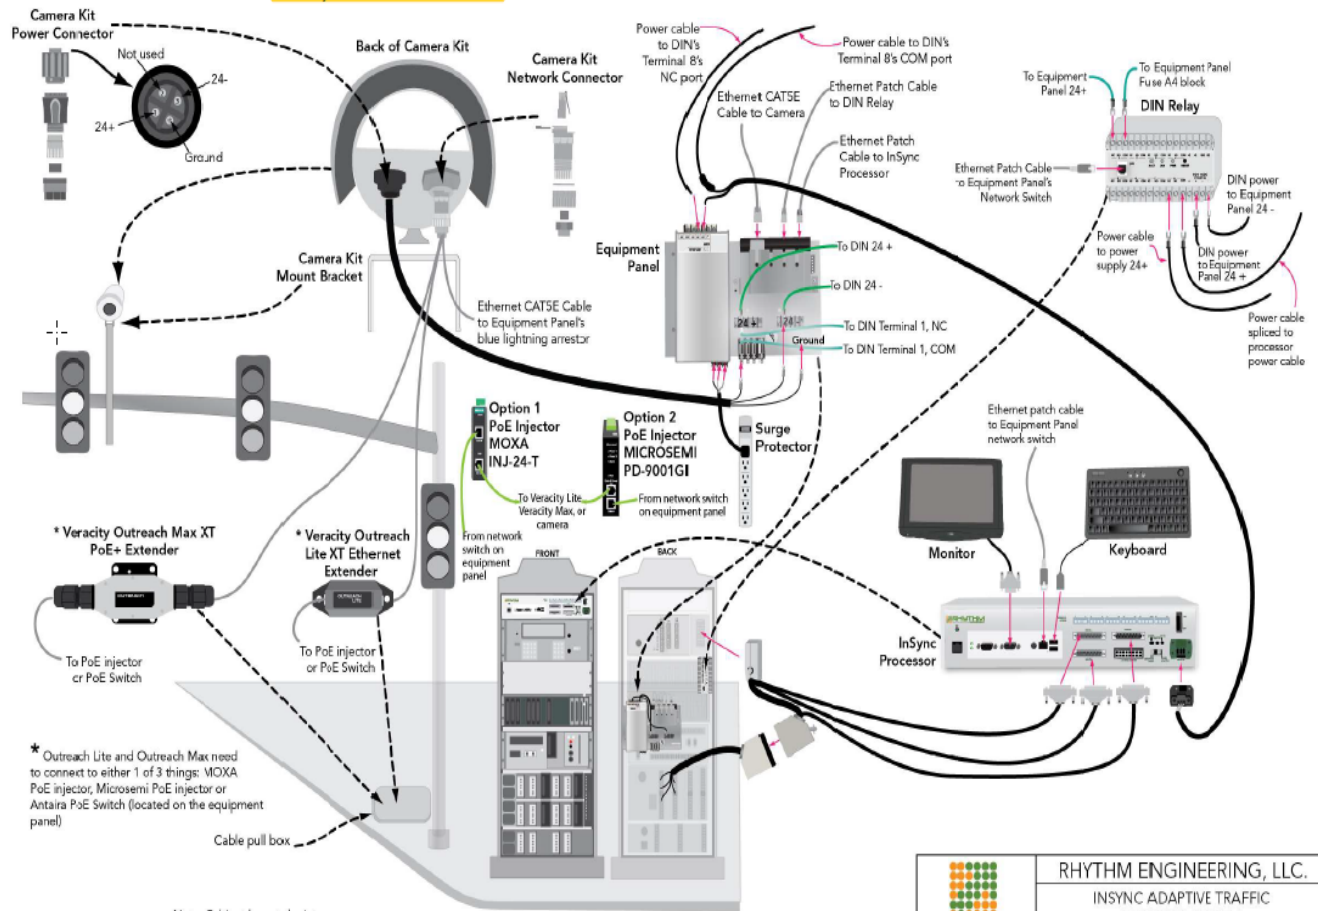 Camera Kit
Power Connector
Not used
24-
24+
Ground
Back of Camera Kit
Camera Kit
Network Connector
Camera Kit
Mount Bracket
Ethernet CAT5E Cable
to Equipment Panel's
blue lightning arrestor
Power cable
to DIN's
Terminal 8's
NC port
Power cable to DIN's
Terminal 8's COM port
Ethernet CAT5E
Cable to Camera
Ethernet Patch Cable
to DIN Relay
Ethernet Patch
Cable to InSync
Processor
Equipment
Panel
To DIN 24 +
To DIN 24 -
24 +
24 -
To DIN Terminal 1, NC
Ground
To DIN Terminal 1, COM
To Equipment
Panel 24+
To Equipment Panel
Fuse A4 block
DIN Relay
Ethernet Patch Cable
to Equipment Panel's
Network Switch
DIN power
to Equipment
Panel 24 -
Power cable
to power
supply 24+
DIN power
to Equipment
Panel 24 +
Power cable
spliced to
processor
power cable
Option 1
PoE Injector
MOXA
INJ-24-T
Option 2
PoE Injector
MICROSEMI
PD-9001GI
Surge
Protector
To Veracity Lite,
Veracity Max, or
camera
From network switch
on equipment panel
From network
switch on
equipment
panel
Ethernet patch cable
to Equipment Panel
network switch
Monitor
Keyboard
* Veracity Outreach Max XT
PoE+ Extender
* Veracity Outreach
Lite XT Ethernet
Extender
OUTREACH
LITE
To PoE injector
or PoE Switch
To PoE injector
or PoE Switch
FRONT
BACK
RHYTHM
InSync
Processor
* Outreach Lite and Outreach Max need
to connect to either 1 of 3 things: MOXA
PoE injector, Microsemi PoE injector or
Antaira PoE Switch (located on the equipment
panel)
Cable pull box
RHYTHM ENGINEERING, LLC.
INSYNC ADAPTIVE TRAFFIC